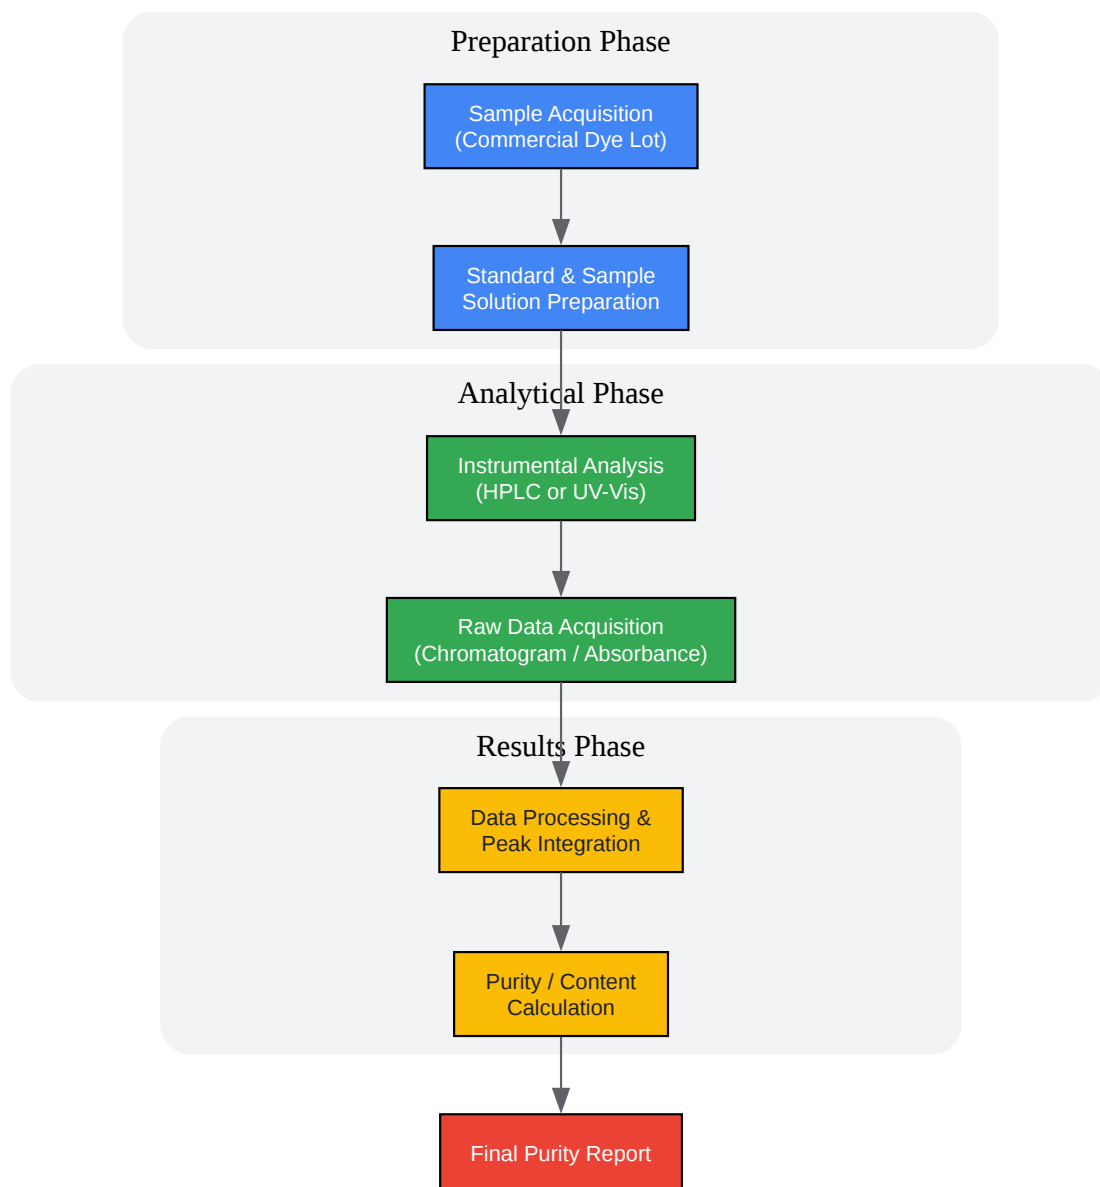 Preparation Phase
Sample Acquisition
(Commercial Dye Lot)
Standard & Sample
Solution Preparation
Analytical Phase
Instrumental Analysis
(HPLC or UV-Vis)
Raw Data Acquisition
(Chromatogram / Absorbance)
Results Phase
Data Processing &
Peak Integration
Purity / Content
Calculation
Final Purity Report